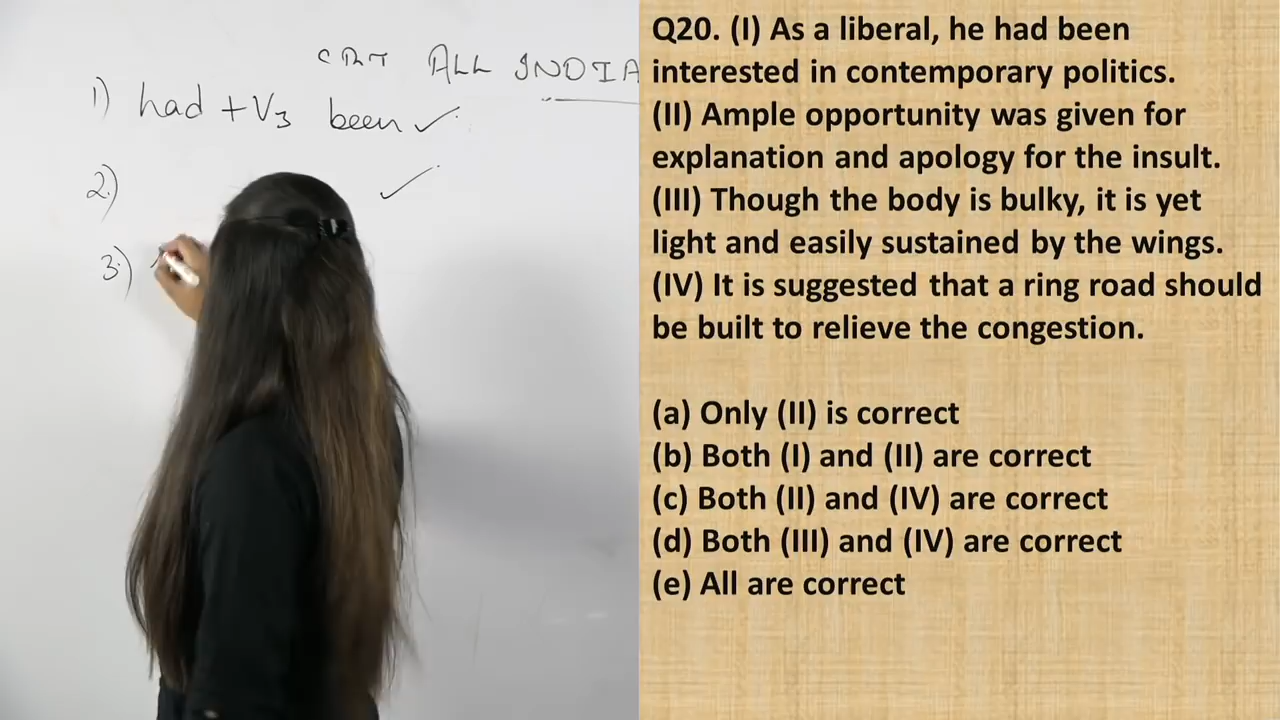 CRT ALL INDIA
1) had + V3 been ✓
2) ✓
3)
Q20. (I) As a liberal, he had been
interested in contemporary politics.
(II) Ample opportunity was given for
explanation and apology for the insult.
(III) Though the body is bulky, it is yet
light and easily sustained by the wings.
(IV) It is suggested that a ring road should
be built to relieve the congestion.
(a) Only (II) is correct
(b) Both (I) and (II) are correct
(c) Both (II) and (IV) are correct
(d) Both (III) and (IV) are correct
(e) All are correct